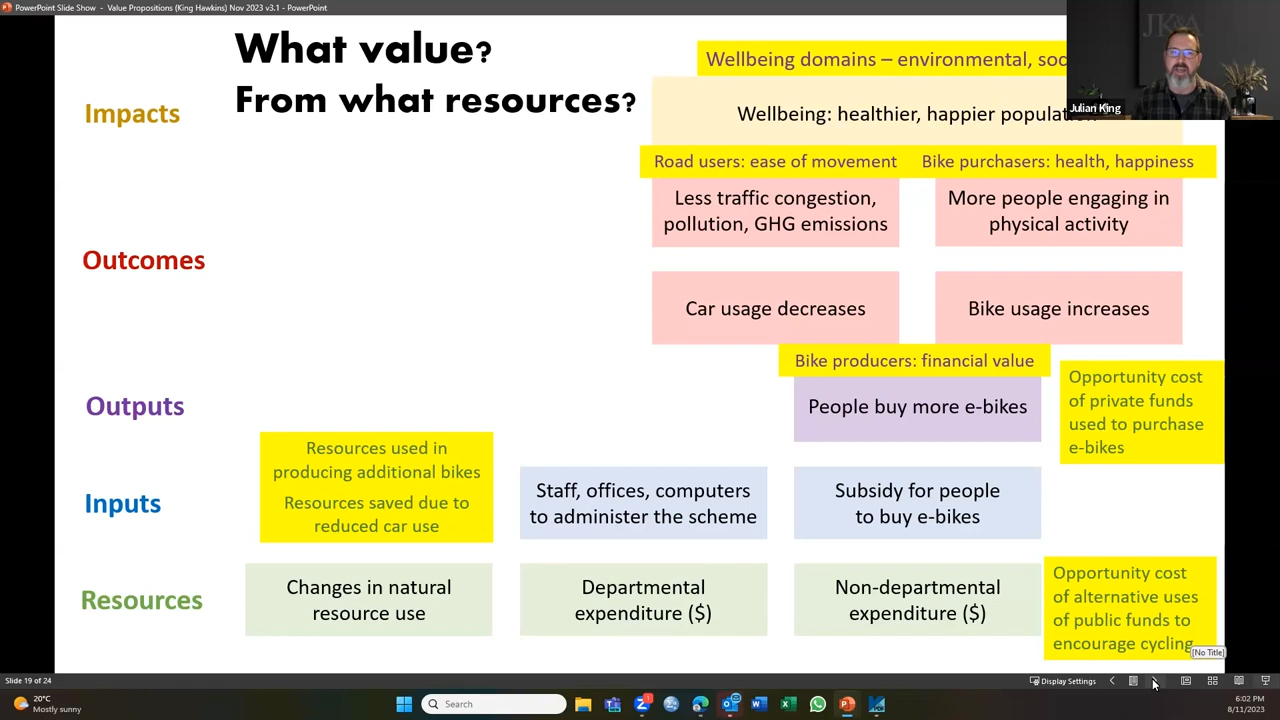 PowerPoint Slide Show - Value Propositions (King Hawkins) Nov 2023 v3.1 - PowerPoint
JK&A
Julian King
What value?
From what resources?
Wellbeing domains – environmental, soc
Impacts
Wellbeing: healthier, happier population
Road users: ease of movement
Bike purchasers: health, happiness
Less traffic congestion,
pollution, GHG emissions
More people engaging in
physical activity
Outcomes
Car usage decreases
Bike usage increases
Bike producers: financial value
Outputs
People buy more e-bikes
Opportunity cost
of private funds
used to purchase
e-bikes
Resources used in
producing additional bikes
Resources saved due to
reduced car use
Inputs
Staff, offices, computers
to administer the scheme
Subsidy for people
to buy e-bikes
Resources
Changes in natural
resource use
Departmental
expenditure ($)
Non-departmental
expenditure ($)
Opportunity cost
of alternative uses
of public funds to
encourage cycling
[No Title]
Slide 19 of 24
Display Settings
20°C
Mostly sunny
Search
1
6:02 PM
8/11/2023